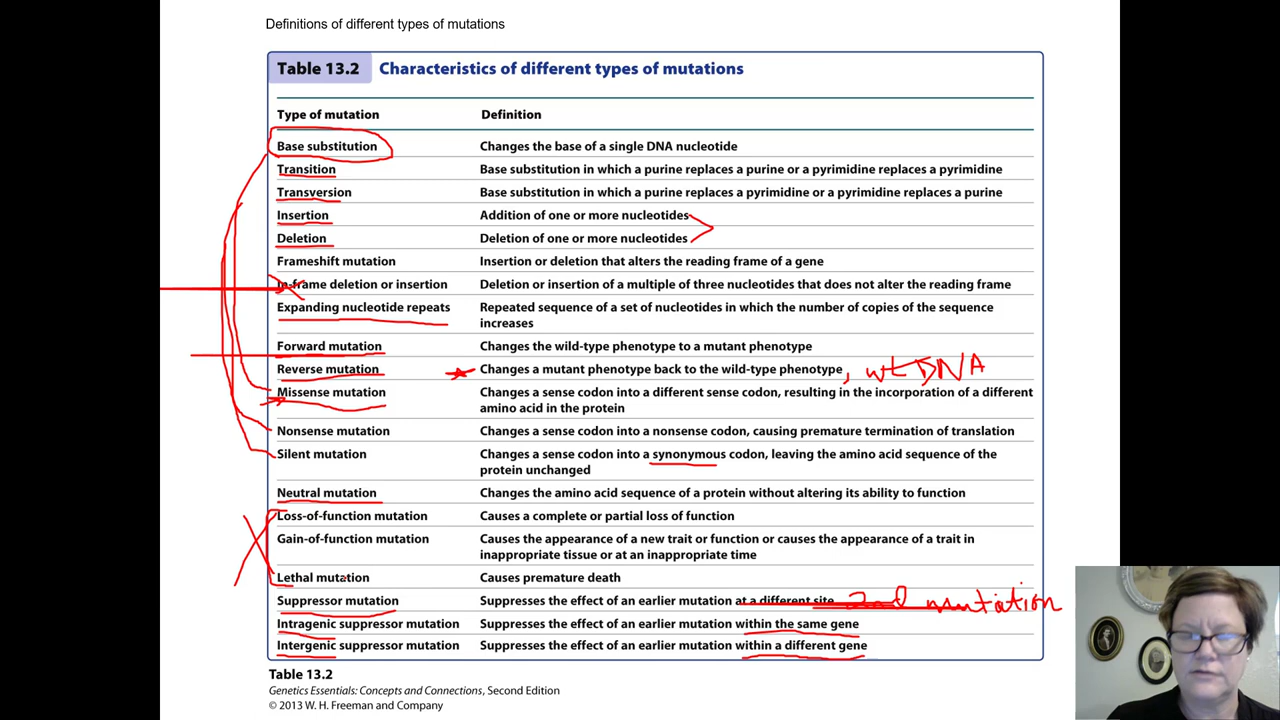 Definitions of different types of mutations
Table 13.2 Characteristics of different types of mutations
Type of mutation Definition
Base substitution Changes the base of a single DNA nucleotide
Transition Base substitution in which a purine replaces a purine or a pyrimidine replaces a pyrimidine
Transversion Base substitution in which a purine replaces a pyrimidine or a pyrimidine replaces a purine
Insertion Addition of one or more nucleotides
Deletion Deletion of one or more nucleotides
Frameshift mutation Insertion or deletion that alters the reading frame of a gene
In-frame deletion or insertion Deletion or insertion of a multiple of three nucleotides that does not alter the reading frame
Expanding nucleotide repeats Repeated sequence of a set of nucleotides in which the number of copies of the sequence
increases
Forward mutation Changes the wild-type phenotype to a mutant phenotype
Reverse mutation Changes a mutant phenotype back to the wild-type phenotype, wt DNA
Missense mutation Changes a sense codon into a different sense codon, resulting in the incorporation of a different
amino acid in the protein
Nonsense mutation Changes a sense codon into a nonsense codon, causing premature termination of translation
Silent mutation Changes a sense codon into a synonymous codon, leaving the amino acid sequence of the
protein unchanged
Neutral mutation Changes the amino acid sequence of a protein without altering its ability to function
Loss-of-function mutation Causes a complete or partial loss of function
Gain-of-function mutation Causes the appearance of a new trait or function or causes the appearance of a trait in
inappropriate tissue or at an inappropriate time
Lethal mutation Causes premature death
Suppressor mutation Suppresses the effect of an earlier mutation at a different site 2nd mutation
Intragenic suppressor mutation Suppresses the effect of an earlier mutation within the same gene
Intergenic suppressor mutation Suppresses the effect of an earlier mutation within a different gene
Table 13.2
Genetics Essentials: Concepts and Connections, Second Edition
© 2013 W. H. Freeman and Company